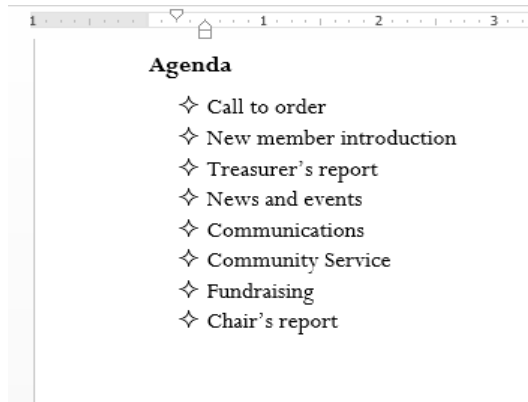 1 1 2 3
Agenda
✧ Call to order
✧ New member introduction
✧ Treasurer’s report
✧ News and events
✧ Communications
✧ Community Service
✧ Fundraising
✧ Chair’s report